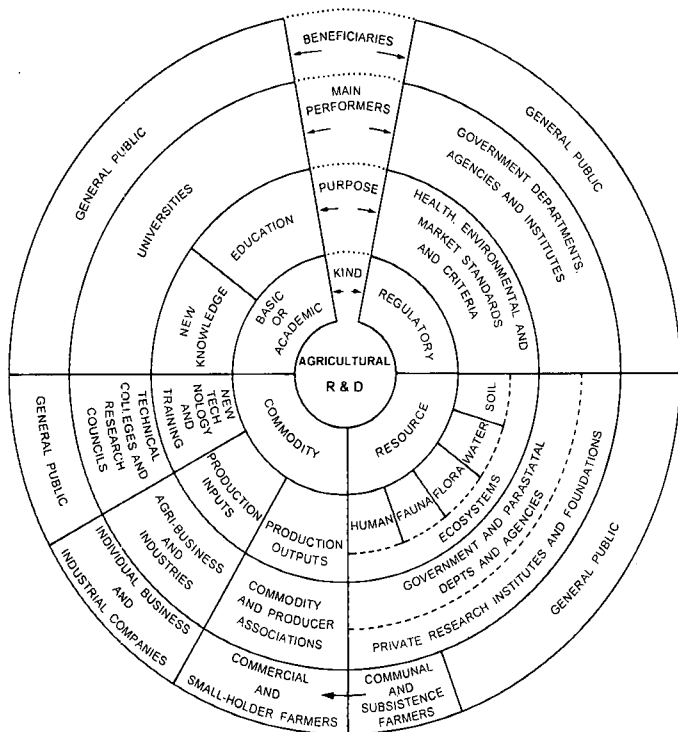 BENEFICIARIES
MAIN
PERFORMERS
PURPOSE
KIND
AGRICULTURAL
R & D
BASIC
OR
ACADEMIC
EDUCATION
NEW
KNOWLEDGE
UNIVERSITIES
GENERAL PUBLIC
REGULATORY
HEALTH, ENVIRONMENTAL AND
MARKET STANDARDS
AND CRITERIA
GOVERNMENT DEPARTMENTS,
AGENCIES AND INSTITUTES
GENERAL PUBLIC
COMMODITY
NEW
TECH
NOLOGY
AND
TRAINING
TECHNICAL
COLLEGES AND
RESEARCH
COUNCILS
GENERAL PUBLIC
PRODUCTION
INPUTS
AGRI-BUSINESS
AND
INDUSTRIES
INDIVIDUAL BUSINESS
AND
INDUSTRIAL COMPANIES
PRODUCTION
OUTPUTS
COMMODITY
AND PRODUCER
ASSOCIATIONS
COMMERCIAL
AND
SMALL-HOLDER FARMERS
RESOURCE
HUMAN
FAUNA
FLORA
WATER
SOIL
ECOSYSTEMS
GOVERNMENT AND PARASTATAL
DEPTS AND AGENCIES
PRIVATE RESEARCH INSTITUTES AND FOUNDATIONS
COMMUNAL
AND
SUBSISTENCE
FARMERS
GENERAL PUBLIC